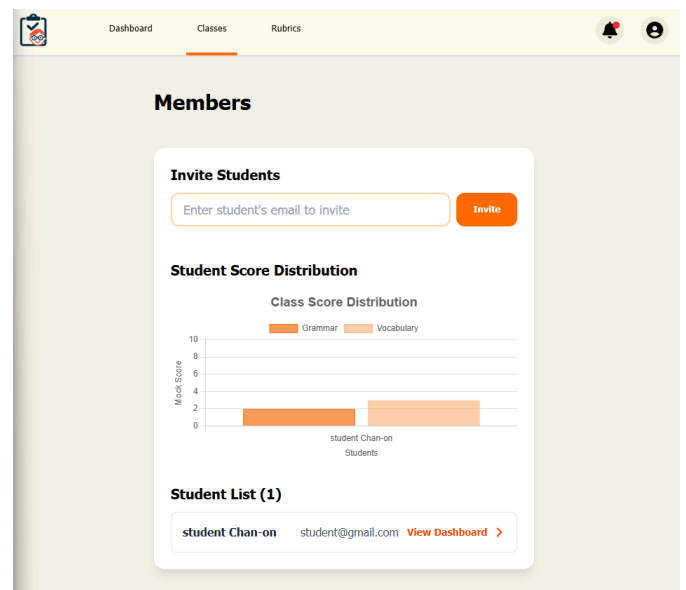 Dashboard Classes Rubrics
Members
Invite Students
Enter student's email to invite Invite
Student Score Distribution
Class Score Distribution
Grammar Vocabulary
10
8
6
4
2
0
Mock Score
student Chan-on
Students
Student List (1)
student Chan-on student@gmail.com View Dashboard